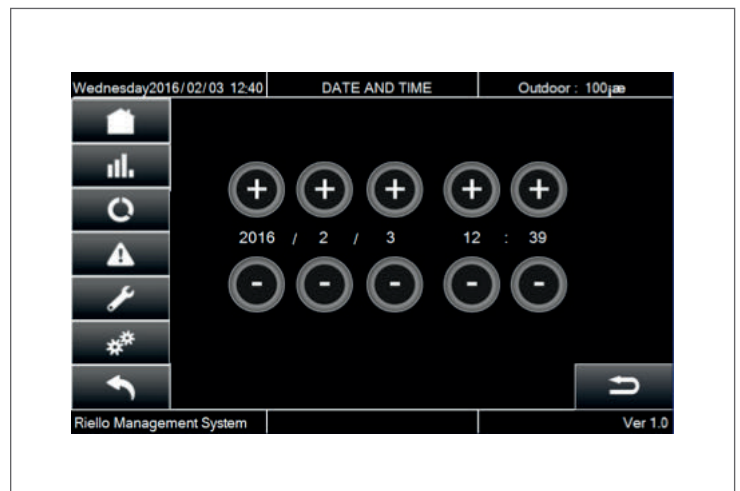 Wednesday2016/02/03 12:40 DATE AND TIME Outdoor : 100¡æ
+ + + + +
2016 / 2 / 3 12 : 39
- - - - -
Riello Management System Ver 1.0